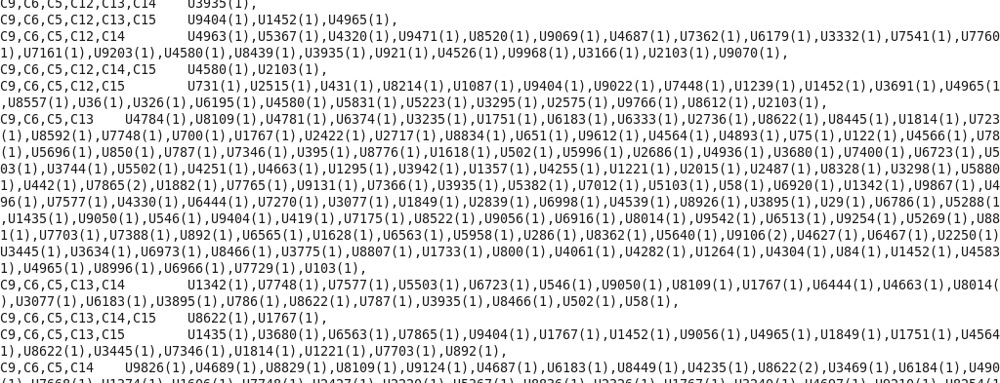 C9,C6,C5,C12,C13,C14    U3935(1),
C9,C6,C5,C12,C13,C15    U9404(1),U1452(1),U4965(1),
C9,C6,C5,C12,C14        U4963(1),U5367(1),U4320(1),U9471(1),U8520(1),U9069(1),U4687(1),U7362(1),U6179(1),U3332(1),U7541(1),U7760
1),U7161(1),U9203(1),U4580(1),U8439(1),U3935(1),U921(1),U4526(1),U9968(1),U3166(1),U2103(1),U9070(1),
C9,C6,C5,C12,C14,C15    U4580(1),U2103(1),
C9,C6,C5,C12,C15        U731(1),U2515(1),U431(1),U8214(1),U1087(1),U9404(1),U9022(1),U7448(1),U1239(1),U1452(1),U3691(1),U4965(1
,U8557(1),U36(1),U326(1),U6195(1),U4580(1),U5831(1),U5223(1),U3295(1),U2575(1),U9766(1),U8612(1),U2103(1),
C9,C6,C5,C13    U4784(1),U8109(1),U4781(1),U6374(1),U3235(1),U1751(1),U6183(1),U6333(1),U2736(1),U8622(1),U8445(1),U1814(1),U723
1),U8592(1),U7748(1),U700(1),U1767(1),U2422(1),U2717(1),U8834(1),U651(1),U9612(1),U4564(1),U4893(1),U75(1),U122(1),U4566(1),U78
(1),U5696(1),U850(1),U787(1),U7346(1),U395(1),U8776(1),U1618(1),U502(1),U5996(1),U2686(1),U4936(1),U3680(1),U7400(1),U6723(1),U5
03(1),U3744(1),U5502(1),U4251(1),U4663(1),U1295(1),U3942(1),U1357(1),U4255(1),U1221(1),U2015(1),U2487(1),U8328(1),U3298(1),U5880
1),U442(1),U7865(2),U1882(1),U7765(1),U9131(1),U7366(1),U3935(1),U5382(1),U7012(1),U5103(1),U58(1),U6920(1),U1342(1),U9867(1),U4
96(1),U7577(1),U4330(1),U6444(1),U7270(1),U3077(1),U1849(1),U2839(1),U6998(1),U4539(1),U8926(1),U3895(1),U29(1),U6786(1),U5288(1
,U1435(1),U9050(1),U546(1),U9404(1),U419(1),U7175(1),U8522(1),U9056(1),U6916(1),U8014(1),U9542(1),U6513(1),U9254(1),U5269(1),U88
1(1),U7703(1),U7388(1),U892(1),U6565(1),U1628(1),U6563(1),U5958(1),U286(1),U8362(1),U5640(1),U9106(2),U4627(1),U6467(1),U2250(1)
U3445(1),U3634(1),U6973(1),U8466(1),U3775(1),U8807(1),U1733(1),U800(1),U4061(1),U4282(1),U1264(1),U4304(1),U84(1),U1452(1),U4583
1),U4965(1),U8996(1),U6966(1),U7729(1),U103(1),
C9,C6,C5,C13,C14        U1342(1),U7748(1),U7577(1),U5503(1),U6723(1),U546(1),U9050(1),U8109(1),U1767(1),U6444(1),U4663(1),U8014(
),U3077(1),U6183(1),U3895(1),U786(1),U8622(1),U787(1),U3935(1),U8466(1),U502(1),U58(1),
C9,C6,C5,C13,C14,C15    U8622(1),U1767(1),
C9,C6,C5,C13,C15        U1435(1),U3680(1),U6563(1),U7865(1),U9404(1),U1767(1),U1452(1),U9056(1),U4965(1),U1849(1),U1751(1),U4564
1),U8622(1),U3445(1),U7346(1),U1814(1),U1221(1),U7703(1),U892(1),
C9,C6,C5,C14    U9826(1),U4689(1),U8829(1),U8109(1),U9124(1),U4687(1),U6183(1),U8449(1),U4235(1),U8622(2),U3469(1),U6184(1),U490